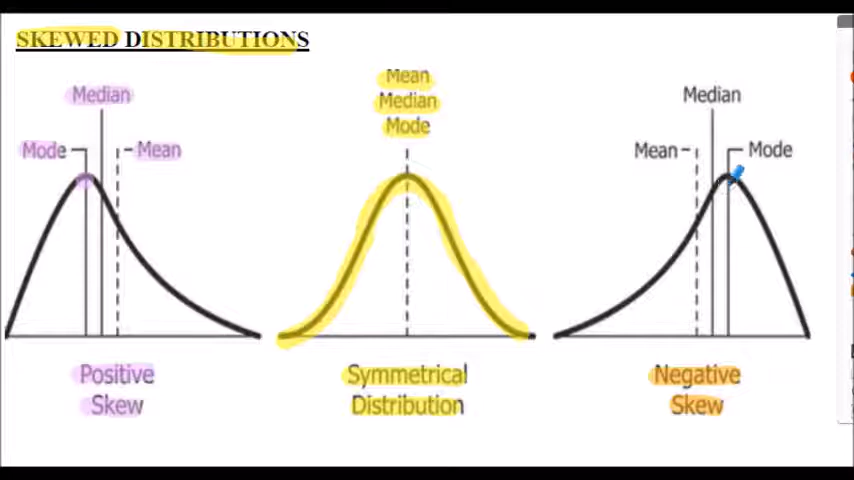 SKEWED DISTRIBUTIONS
Median
Mode
Mean
Positive
Skew
Mean
Median
Mode
Symmetrical
Distribution
Median
Mean
Mode
Negative
Skew